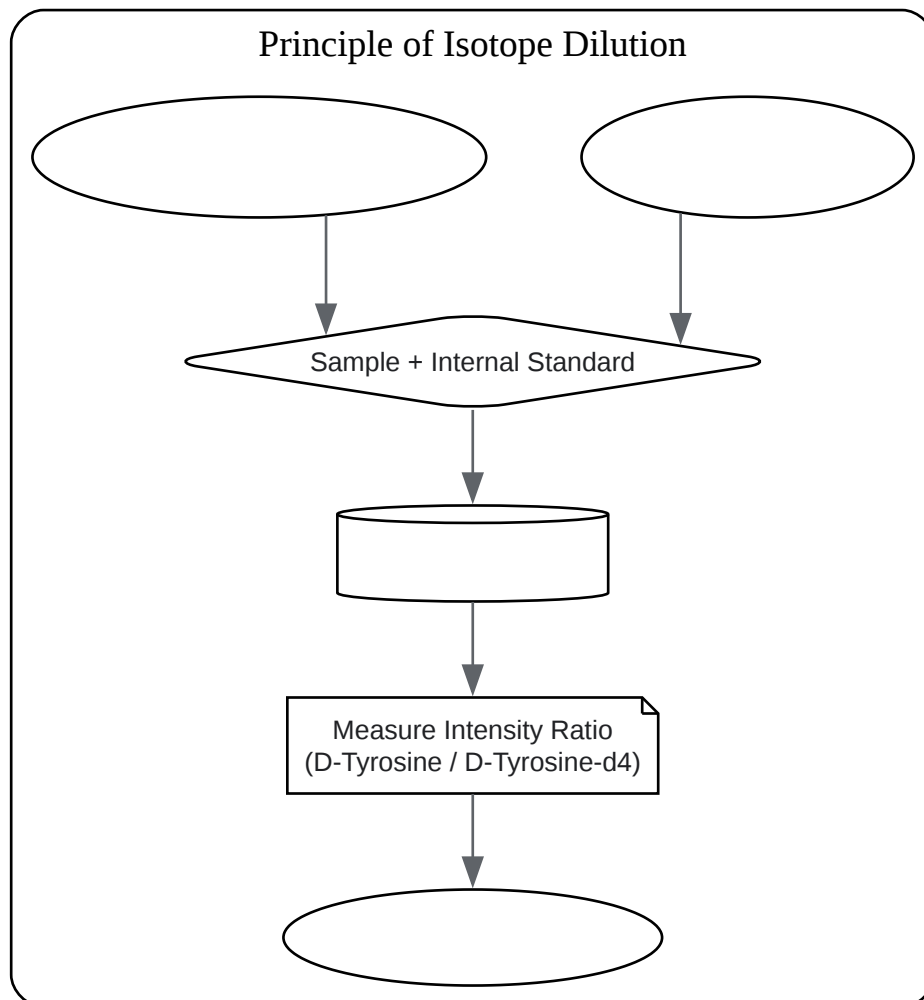 Principle of Isotope Dilution
Sample + Internal Standard
Measure Intensity Ratio
(D-Tyrosine / D-Tyrosine-d4)